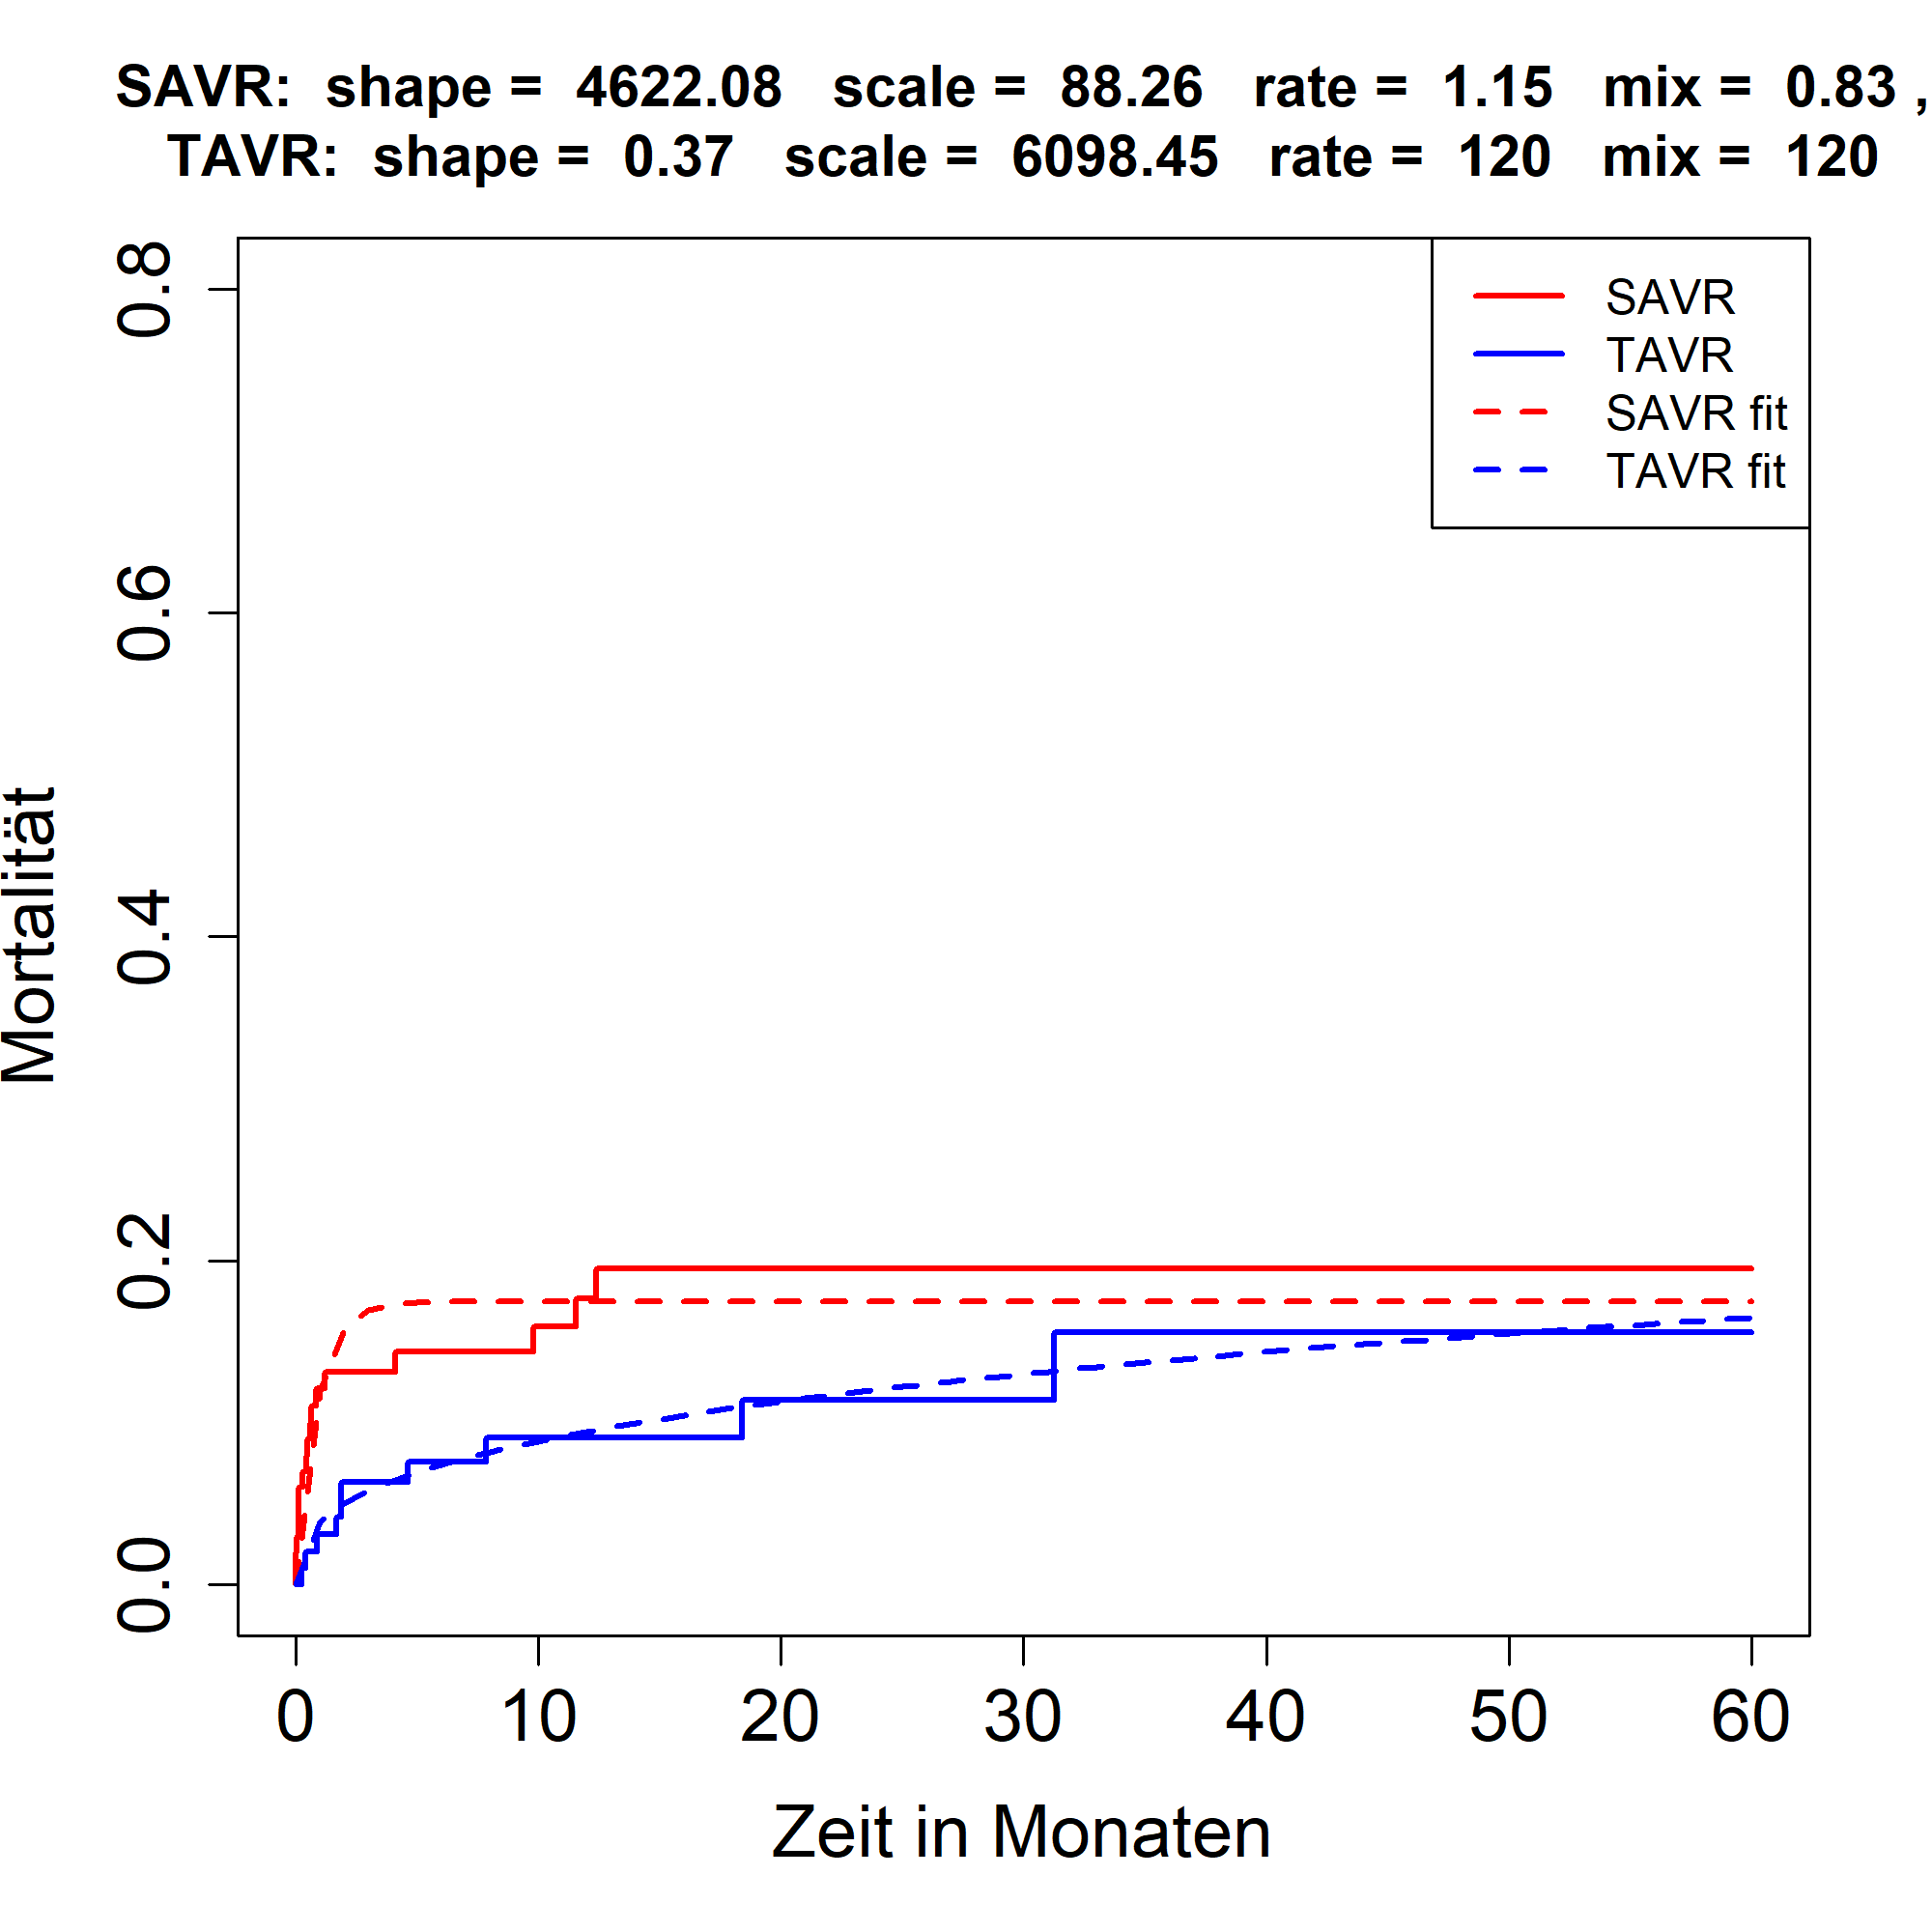 SAVR: shape = 4622.08 scale = 88.26 rate = 1.15 mix = 0.83 ,
TAVR: shape = 0.37 scale = 6098.45 rate = 120 mix = 120
SAVR
TAVR
SAVR fit
TAVR fit
Mortalität
0.8
0.6
0.4
0.2
0.0
0 10 20 30 40 50 60
Zeit in Monaten